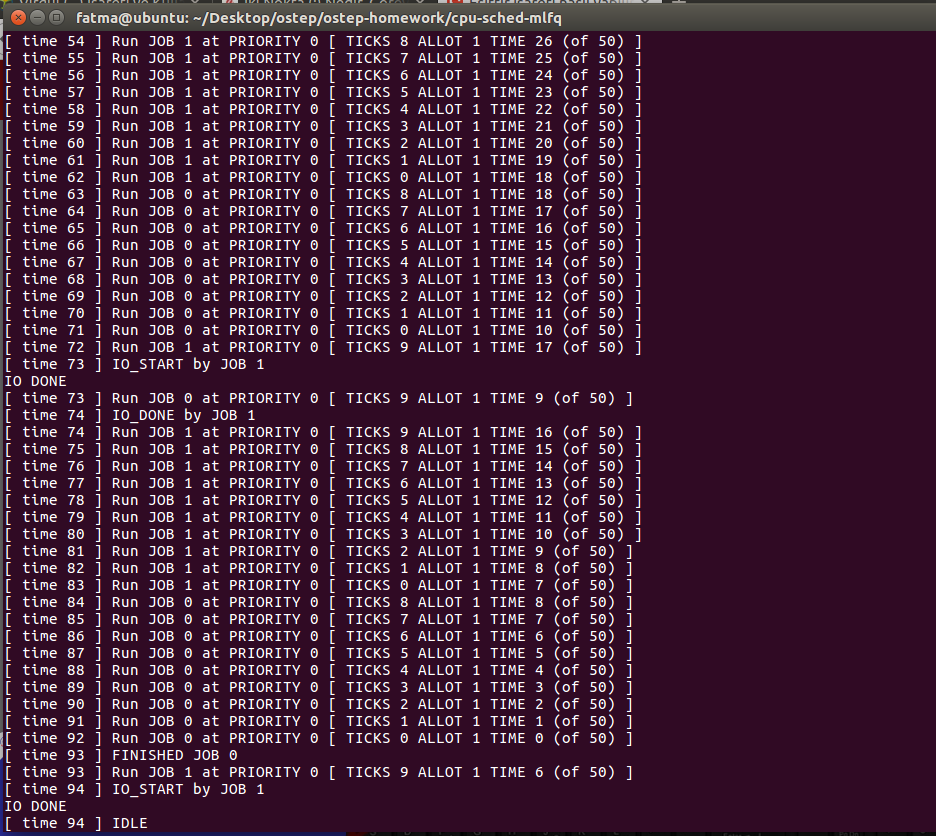 fatma@ubuntu: ~/Desktop/ostep/ostep-homework/cpu-sched-mlfq
[ time 54 ] Run JOB 1 at PRIORITY 0 [ TICKS 8 ALLOT 1 TIME 26 (of 50) ]
[ time 55 ] Run JOB 1 at PRIORITY 0 [ TICKS 7 ALLOT 1 TIME 25 (of 50) ]
[ time 56 ] Run JOB 1 at PRIORITY 0 [ TICKS 6 ALLOT 1 TIME 24 (of 50) ]
[ time 57 ] Run JOB 1 at PRIORITY 0 [ TICKS 5 ALLOT 1 TIME 23 (of 50) ]
[ time 58 ] Run JOB 1 at PRIORITY 0 [ TICKS 4 ALLOT 1 TIME 22 (of 50) ]
[ time 59 ] Run JOB 1 at PRIORITY 0 [ TICKS 3 ALLOT 1 TIME 21 (of 50) ]
[ time 60 ] Run JOB 1 at PRIORITY 0 [ TICKS 2 ALLOT 1 TIME 20 (of 50) ]
[ time 61 ] Run JOB 1 at PRIORITY 0 [ TICKS 1 ALLOT 1 TIME 19 (of 50) ]
[ time 62 ] Run JOB 1 at PRIORITY 0 [ TICKS 0 ALLOT 1 TIME 18 (of 50) ]
[ time 63 ] Run JOB 0 at PRIORITY 0 [ TICKS 8 ALLOT 1 TIME 18 (of 50) ]
[ time 64 ] Run JOB 0 at PRIORITY 0 [ TICKS 7 ALLOT 1 TIME 17 (of 50) ]
[ time 65 ] Run JOB 0 at PRIORITY 0 [ TICKS 6 ALLOT 1 TIME 16 (of 50) ]
[ time 66 ] Run JOB 0 at PRIORITY 0 [ TICKS 5 ALLOT 1 TIME 15 (of 50) ]
[ time 67 ] Run JOB 0 at PRIORITY 0 [ TICKS 4 ALLOT 1 TIME 14 (of 50) ]
[ time 68 ] Run JOB 0 at PRIORITY 0 [ TICKS 3 ALLOT 1 TIME 13 (of 50) ]
[ time 69 ] Run JOB 0 at PRIORITY 0 [ TICKS 2 ALLOT 1 TIME 12 (of 50) ]
[ time 70 ] Run JOB 0 at PRIORITY 0 [ TICKS 1 ALLOT 1 TIME 11 (of 50) ]
[ time 71 ] Run JOB 0 at PRIORITY 0 [ TICKS 0 ALLOT 1 TIME 10 (of 50) ]
[ time 72 ] Run JOB 1 at PRIORITY 0 [ TICKS 9 ALLOT 1 TIME 17 (of 50) ]
[ time 73 ] IO_START by JOB 1
IO DONE
[ time 73 ] Run JOB 0 at PRIORITY 0 [ TICKS 9 ALLOT 1 TIME 9 (of 50) ]
[ time 74 ] IO_DONE by JOB 1
[ time 74 ] Run JOB 1 at PRIORITY 0 [ TICKS 9 ALLOT 1 TIME 16 (of 50) ]
[ time 75 ] Run JOB 1 at PRIORITY 0 [ TICKS 8 ALLOT 1 TIME 15 (of 50) ]
[ time 76 ] Run JOB 1 at PRIORITY 0 [ TICKS 7 ALLOT 1 TIME 14 (of 50) ]
[ time 77 ] Run JOB 1 at PRIORITY 0 [ TICKS 6 ALLOT 1 TIME 13 (of 50) ]
[ time 78 ] Run JOB 1 at PRIORITY 0 [ TICKS 5 ALLOT 1 TIME 12 (of 50) ]
[ time 79 ] Run JOB 1 at PRIORITY 0 [ TICKS 4 ALLOT 1 TIME 11 (of 50) ]
[ time 80 ] Run JOB 1 at PRIORITY 0 [ TICKS 3 ALLOT 1 TIME 10 (of 50) ]
[ time 81 ] Run JOB 1 at PRIORITY 0 [ TICKS 2 ALLOT 1 TIME 9 (of 50) ]
[ time 82 ] Run JOB 1 at PRIORITY 0 [ TICKS 1 ALLOT 1 TIME 8 (of 50) ]
[ time 83 ] Run JOB 1 at PRIORITY 0 [ TICKS 0 ALLOT 1 TIME 7 (of 50) ]
[ time 84 ] Run JOB 0 at PRIORITY 0 [ TICKS 8 ALLOT 1 TIME 8 (of 50) ]
[ time 85 ] Run JOB 0 at PRIORITY 0 [ TICKS 7 ALLOT 1 TIME 7 (of 50) ]
[ time 86 ] Run JOB 0 at PRIORITY 0 [ TICKS 6 ALLOT 1 TIME 6 (of 50) ]
[ time 87 ] Run JOB 0 at PRIORITY 0 [ TICKS 5 ALLOT 1 TIME 5 (of 50) ]
[ time 88 ] Run JOB 0 at PRIORITY 0 [ TICKS 4 ALLOT 1 TIME 4 (of 50) ]
[ time 89 ] Run JOB 0 at PRIORITY 0 [ TICKS 3 ALLOT 1 TIME 3 (of 50) ]
[ time 90 ] Run JOB 0 at PRIORITY 0 [ TICKS 2 ALLOT 1 TIME 2 (of 50) ]
[ time 91 ] Run JOB 0 at PRIORITY 0 [ TICKS 1 ALLOT 1 TIME 1 (of 50) ]
[ time 92 ] Run JOB 0 at PRIORITY 0 [ TICKS 0 ALLOT 1 TIME 0 (of 50) ]
[ time 93 ] FINISHED JOB 0
[ time 93 ] Run JOB 1 at PRIORITY 0 [ TICKS 9 ALLOT 1 TIME 6 (of 50) ]
[ time 94 ] IO_START by JOB 1
IO DONE
[ time 94 ] IDLE